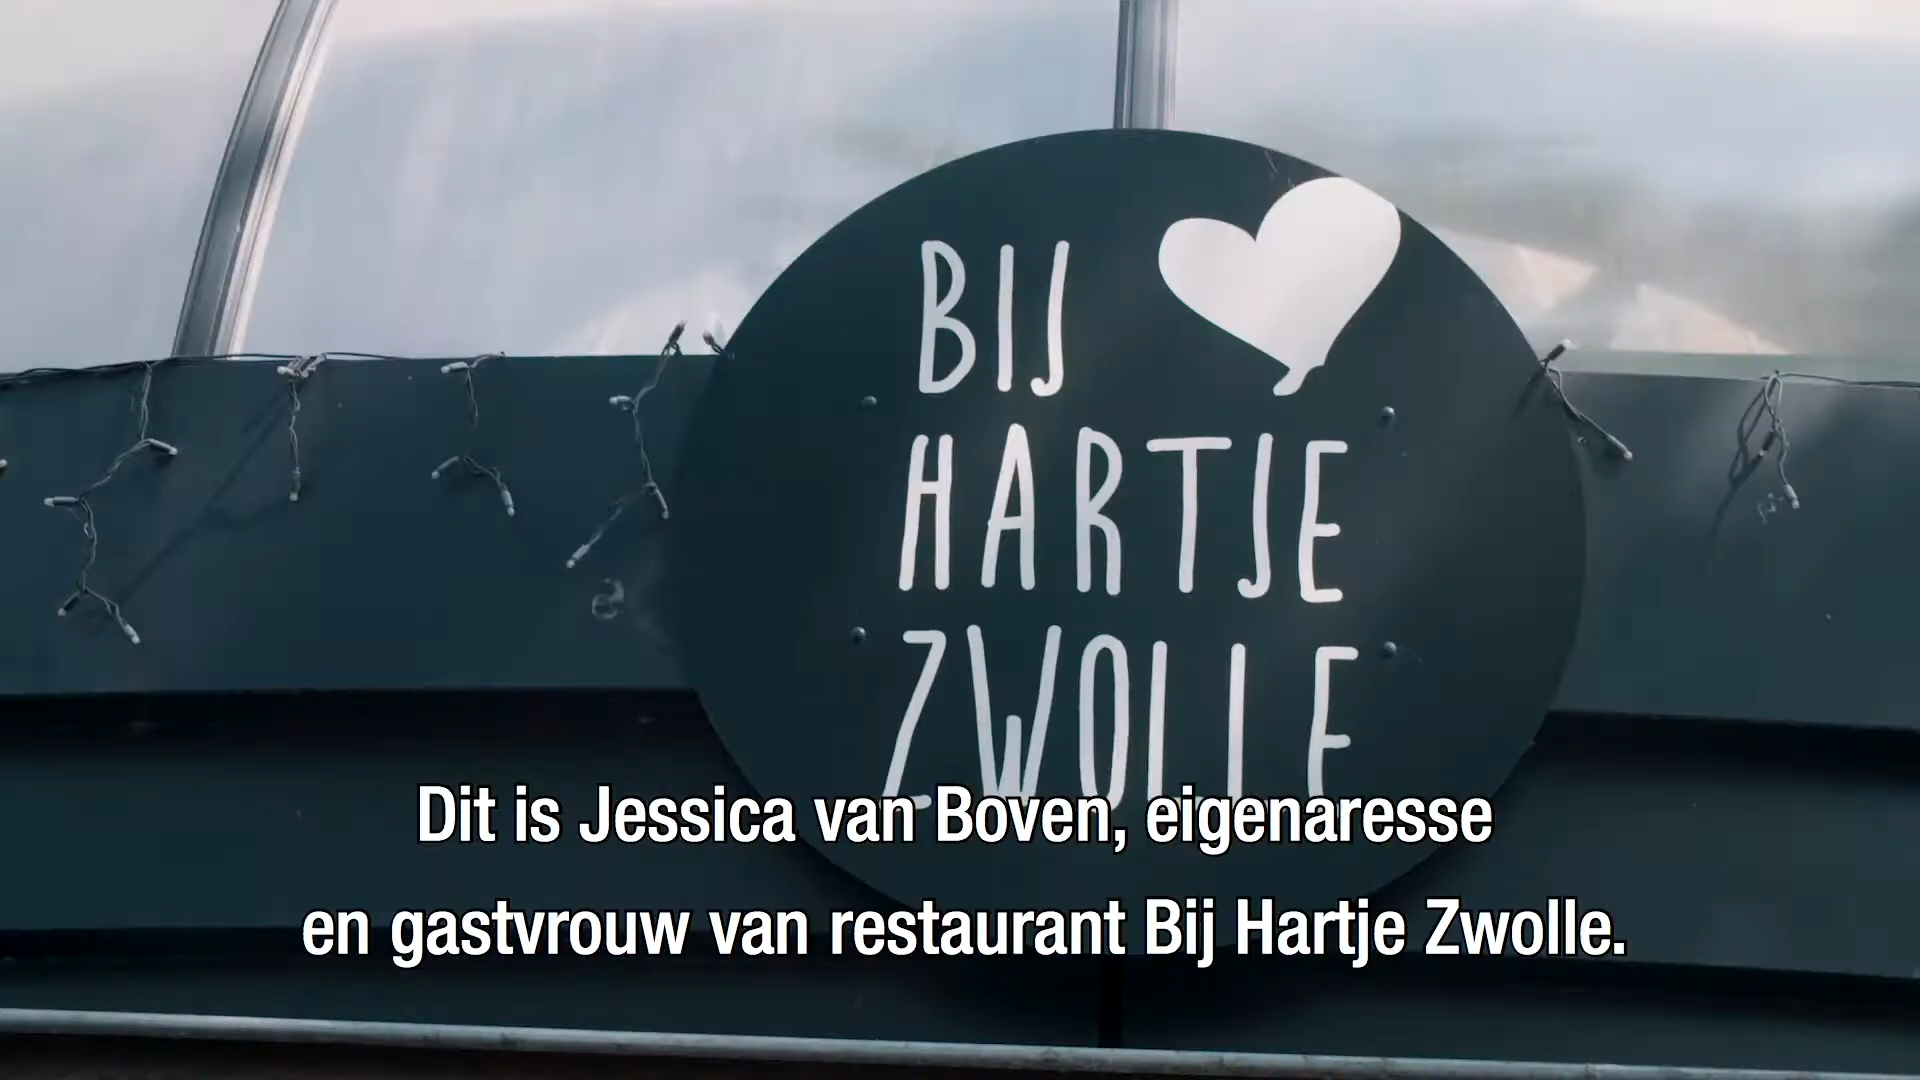 BIJ
HARTJE
ZWOLLE
Dit is Jessica van Boven, eigenaresse
en gastvrouw van restaurant Bij Hartje Zwolle.